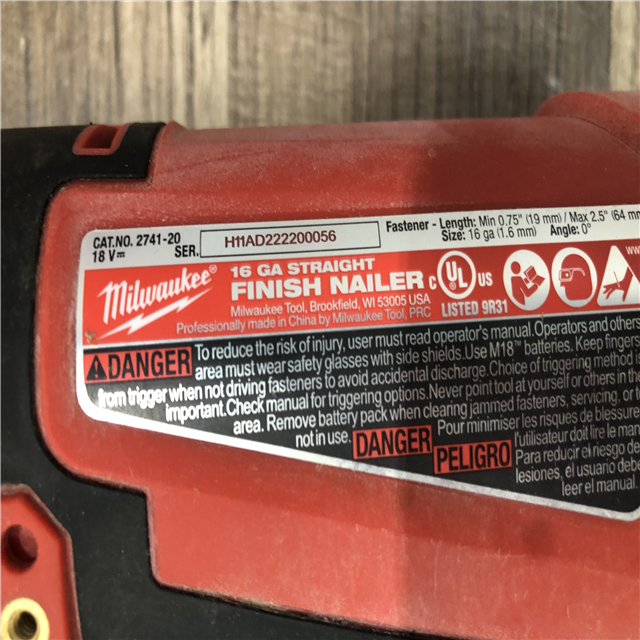 CAT.NO. 2741-20
18 V⎓
SER. H11AD222200056
Fastener - Length: Min 0.75" (19 mm) / Max 2.5" (64 mm
Size: 16 ga (1.6 mm) Angle: 0°
Milwaukee
16 GA STRAIGHT
FINISH NAILER
Milwaukee Tool, Brookfield, WI 53005 USA
Professionally made in China by Milwaukee Tool, PRC
C UL US
LISTED 9R31
DANGER To reduce the risk of injury, user must read operator's manual. Operators and others
area must wear safety glasses with side shields. Use M18™ batteries. Keep fingers
from trigger when not driving fasteners to avoid accidental discharge. Choice of triggering method
important. Check manual for triggering options. Never point tool at yourself or others in the
area. Remove battery pack when clearing jammed fasteners, servicing, or
not in use. DANGER Pour minimiser les risques de blessure
l'utilisateur doit lire le man
PELIGRO Para reducir el riesgo de
lesiones, el usuario debe
leer el manual.